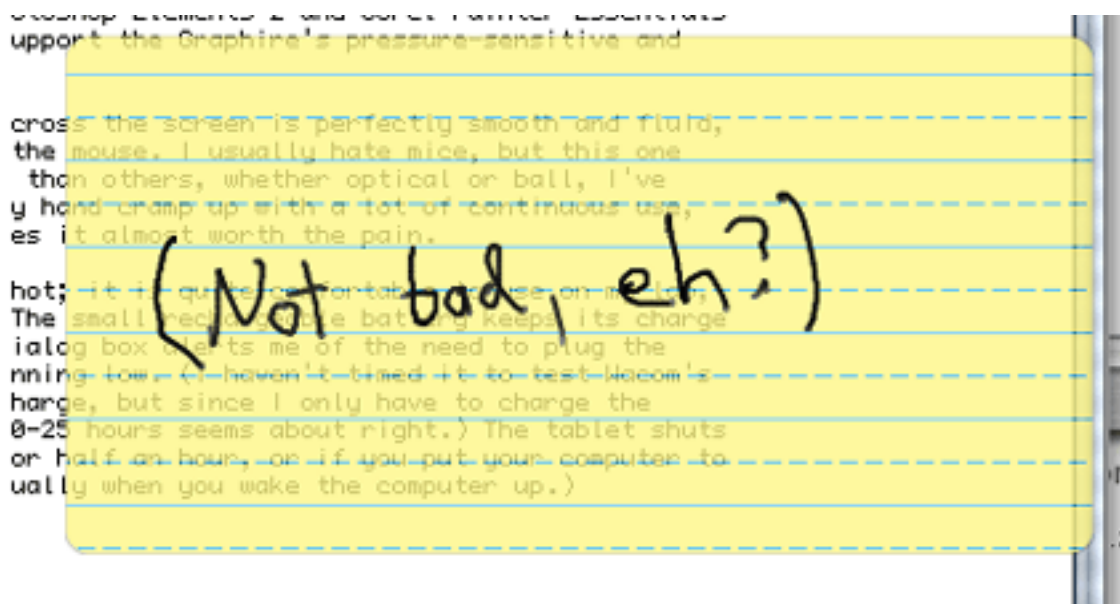 otoshop Elements 2 and Corel Painter Essentials
upport the Graphire's pressure-sensitive and
cross the screen is perfectly smooth and fluid,
the mouse. I usually hate mice, but this one
than others, whether optical or ball, I've
y hand cramp up with a lot of continuous use,
es it almost worth the pain.
(Not bad, eh?)
hot; it is quite comfortable use on m
The small rechargeable battery keeps its charge
ialog box alerts me of the need to plug the
nning low. (I haven't timed it to test Wacom's
harge, but since I only have to charge the
0-25 hours seems about right.) The tablet shuts
or half an hour, or if you put your computer to
ually when you wake the computer up.)